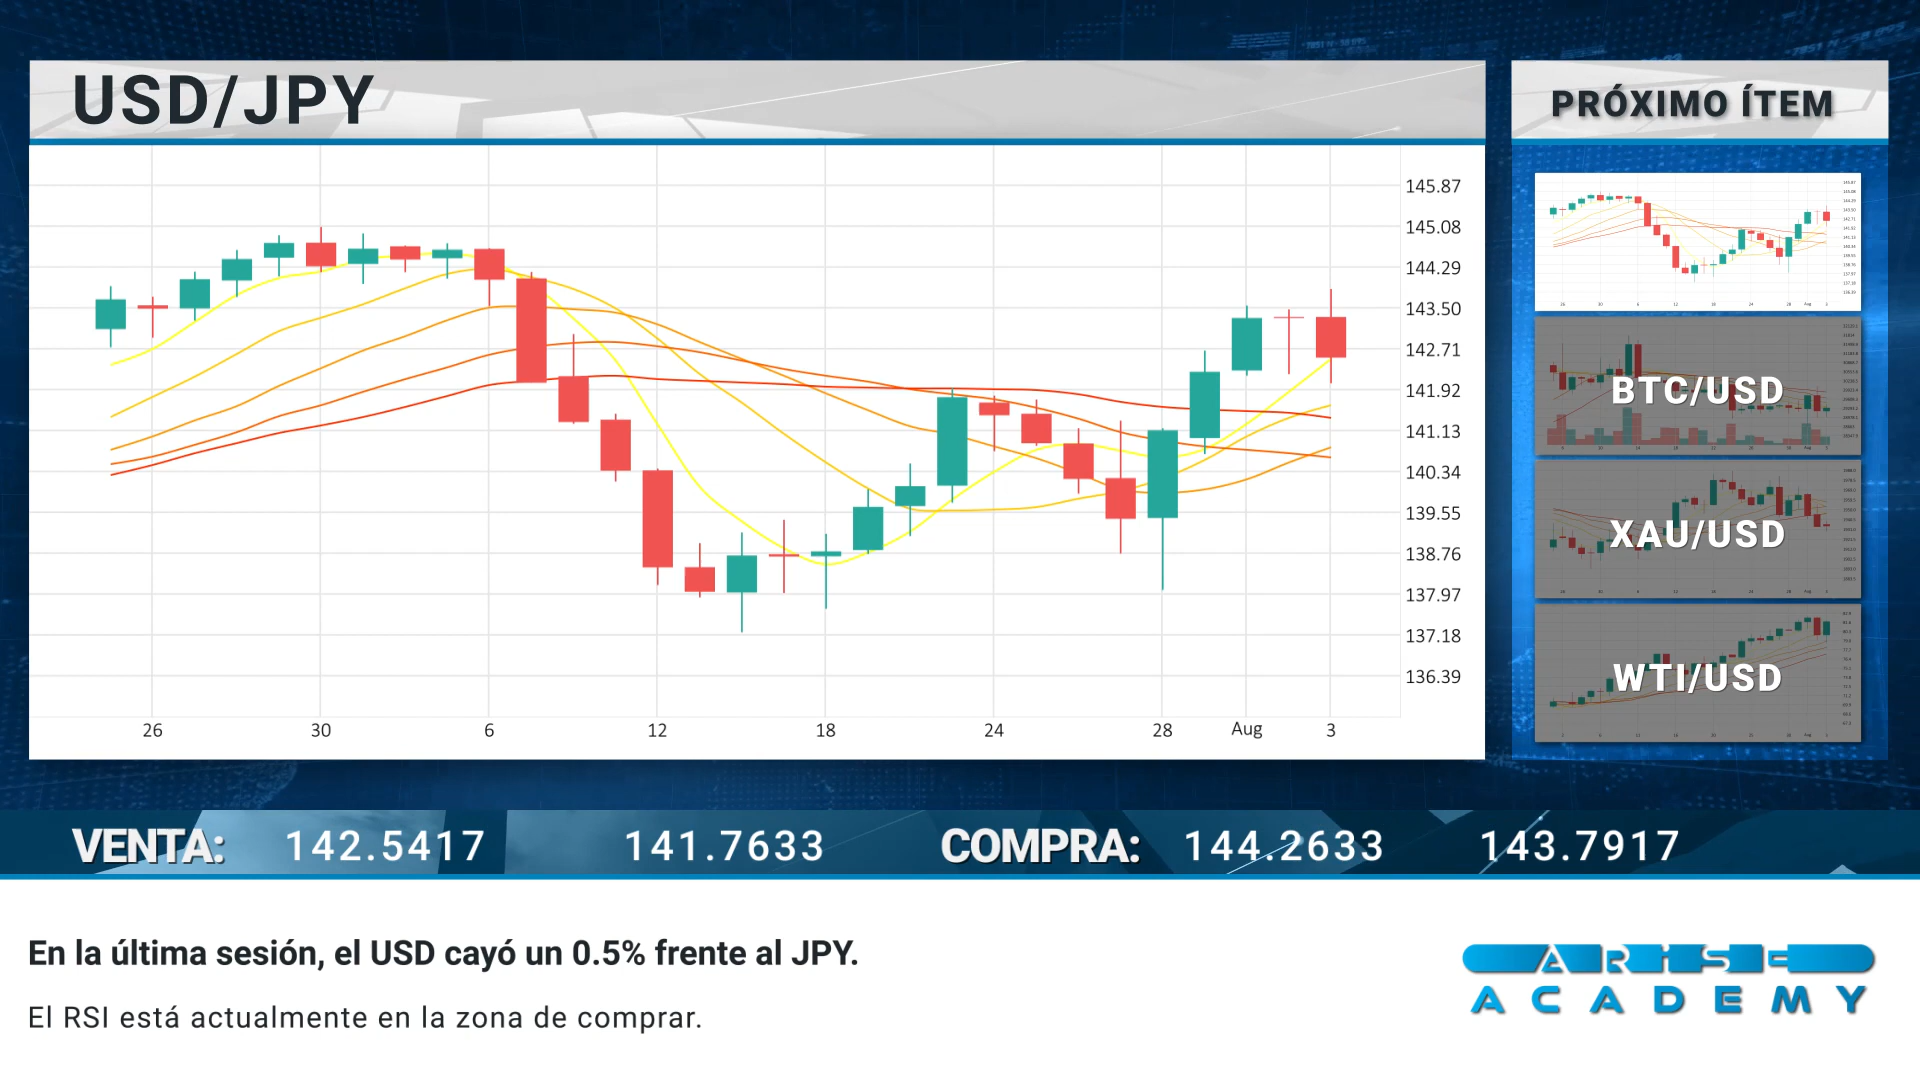 USD/JPY
PRÓXIMO ÍTEM
145.87
145.08
144.29
143.50
142.71
141.92
141.13
140.34
139.55
138.76
137.97
137.18
136.39
26 30 6 12 18 24 28 Aug 3
BTC/USD
XAU/USD
WTI/USD
VENTA: 142.5417 141.7633 COMPRA: 144.2633 143.7917
En la última sesión, el USD cayó un 0.5% frente al JPY.
El RSI está actualmente en la zona de comprar.
ARISE
ACADEMY